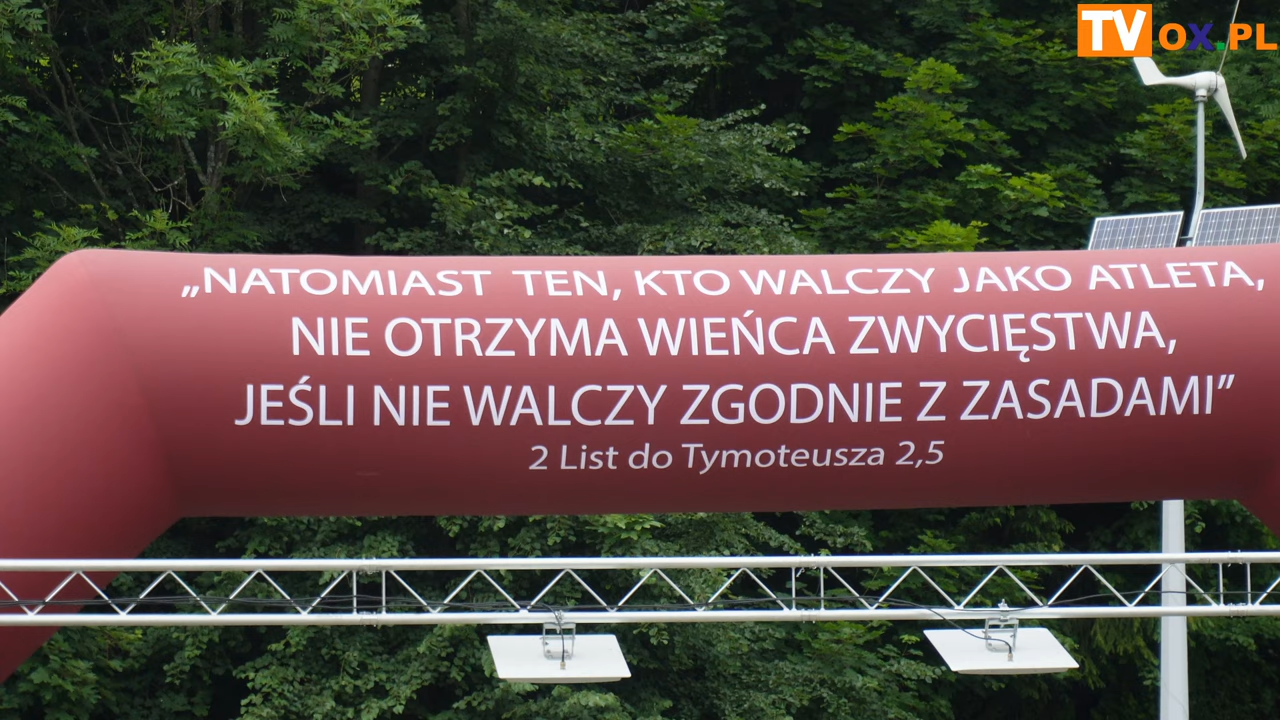 TVox.PL
„NATOMIAST TEN, KTO WALCZY JAKO ATLETA,
NIE OTRZYMA WIEŃCA ZWYCIĘSTWA,
JEŚLI NIE WALCZY ZGODNIE Z ZASADAMI”
2 List do Tymoteusza 2,5